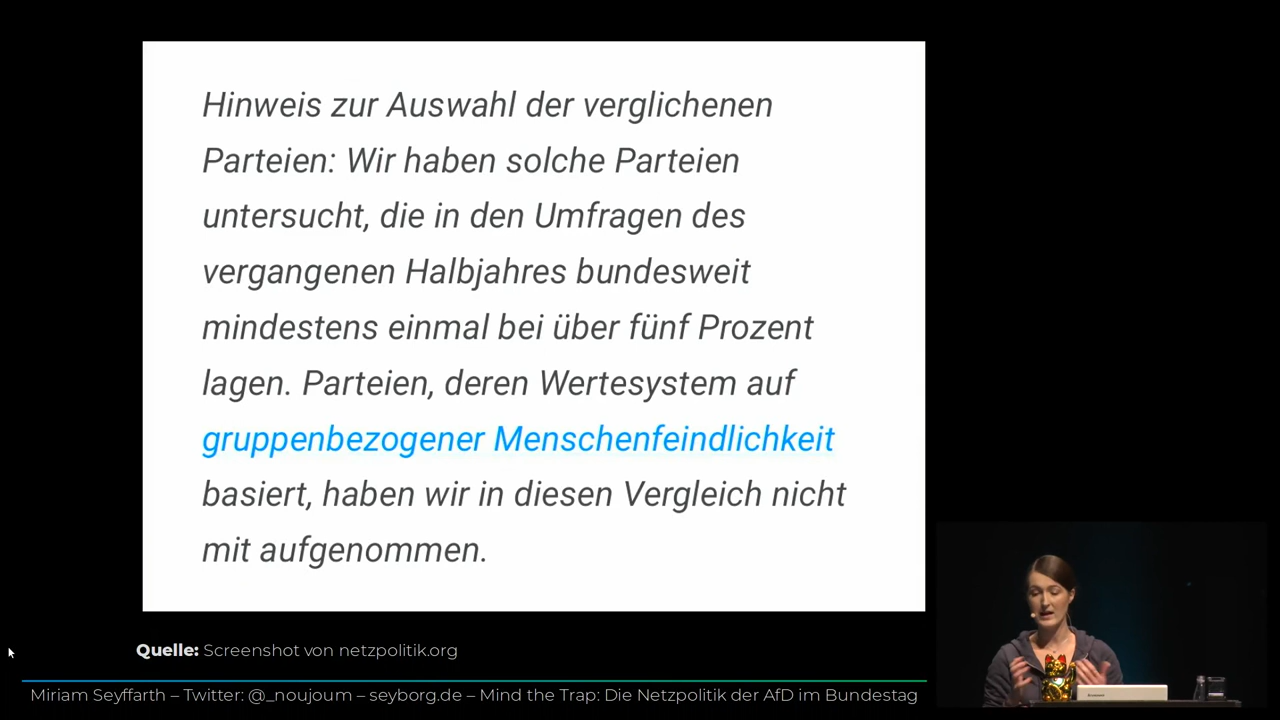 Hinweis zur Auswahl der verglichenen
Parteien: Wir haben solche Parteien
untersucht, die in den Umfragen des
vergangenen Halbjahres bundesweit
mindestens einmal bei über fünf Prozent
lagen. Parteien, deren Wertesystem auf
gruppenbezogener Menschenfeindlichkeit
basiert, haben wir in diesen Vergleich nicht
mit aufgenommen.
Quelle: Screenshot von netzpolitik.org
Miriam Seyffarth – Twitter: @_noujoum – seyborg.de – Mind the Trap: Die Netzpolitik der AfD im Bundestag